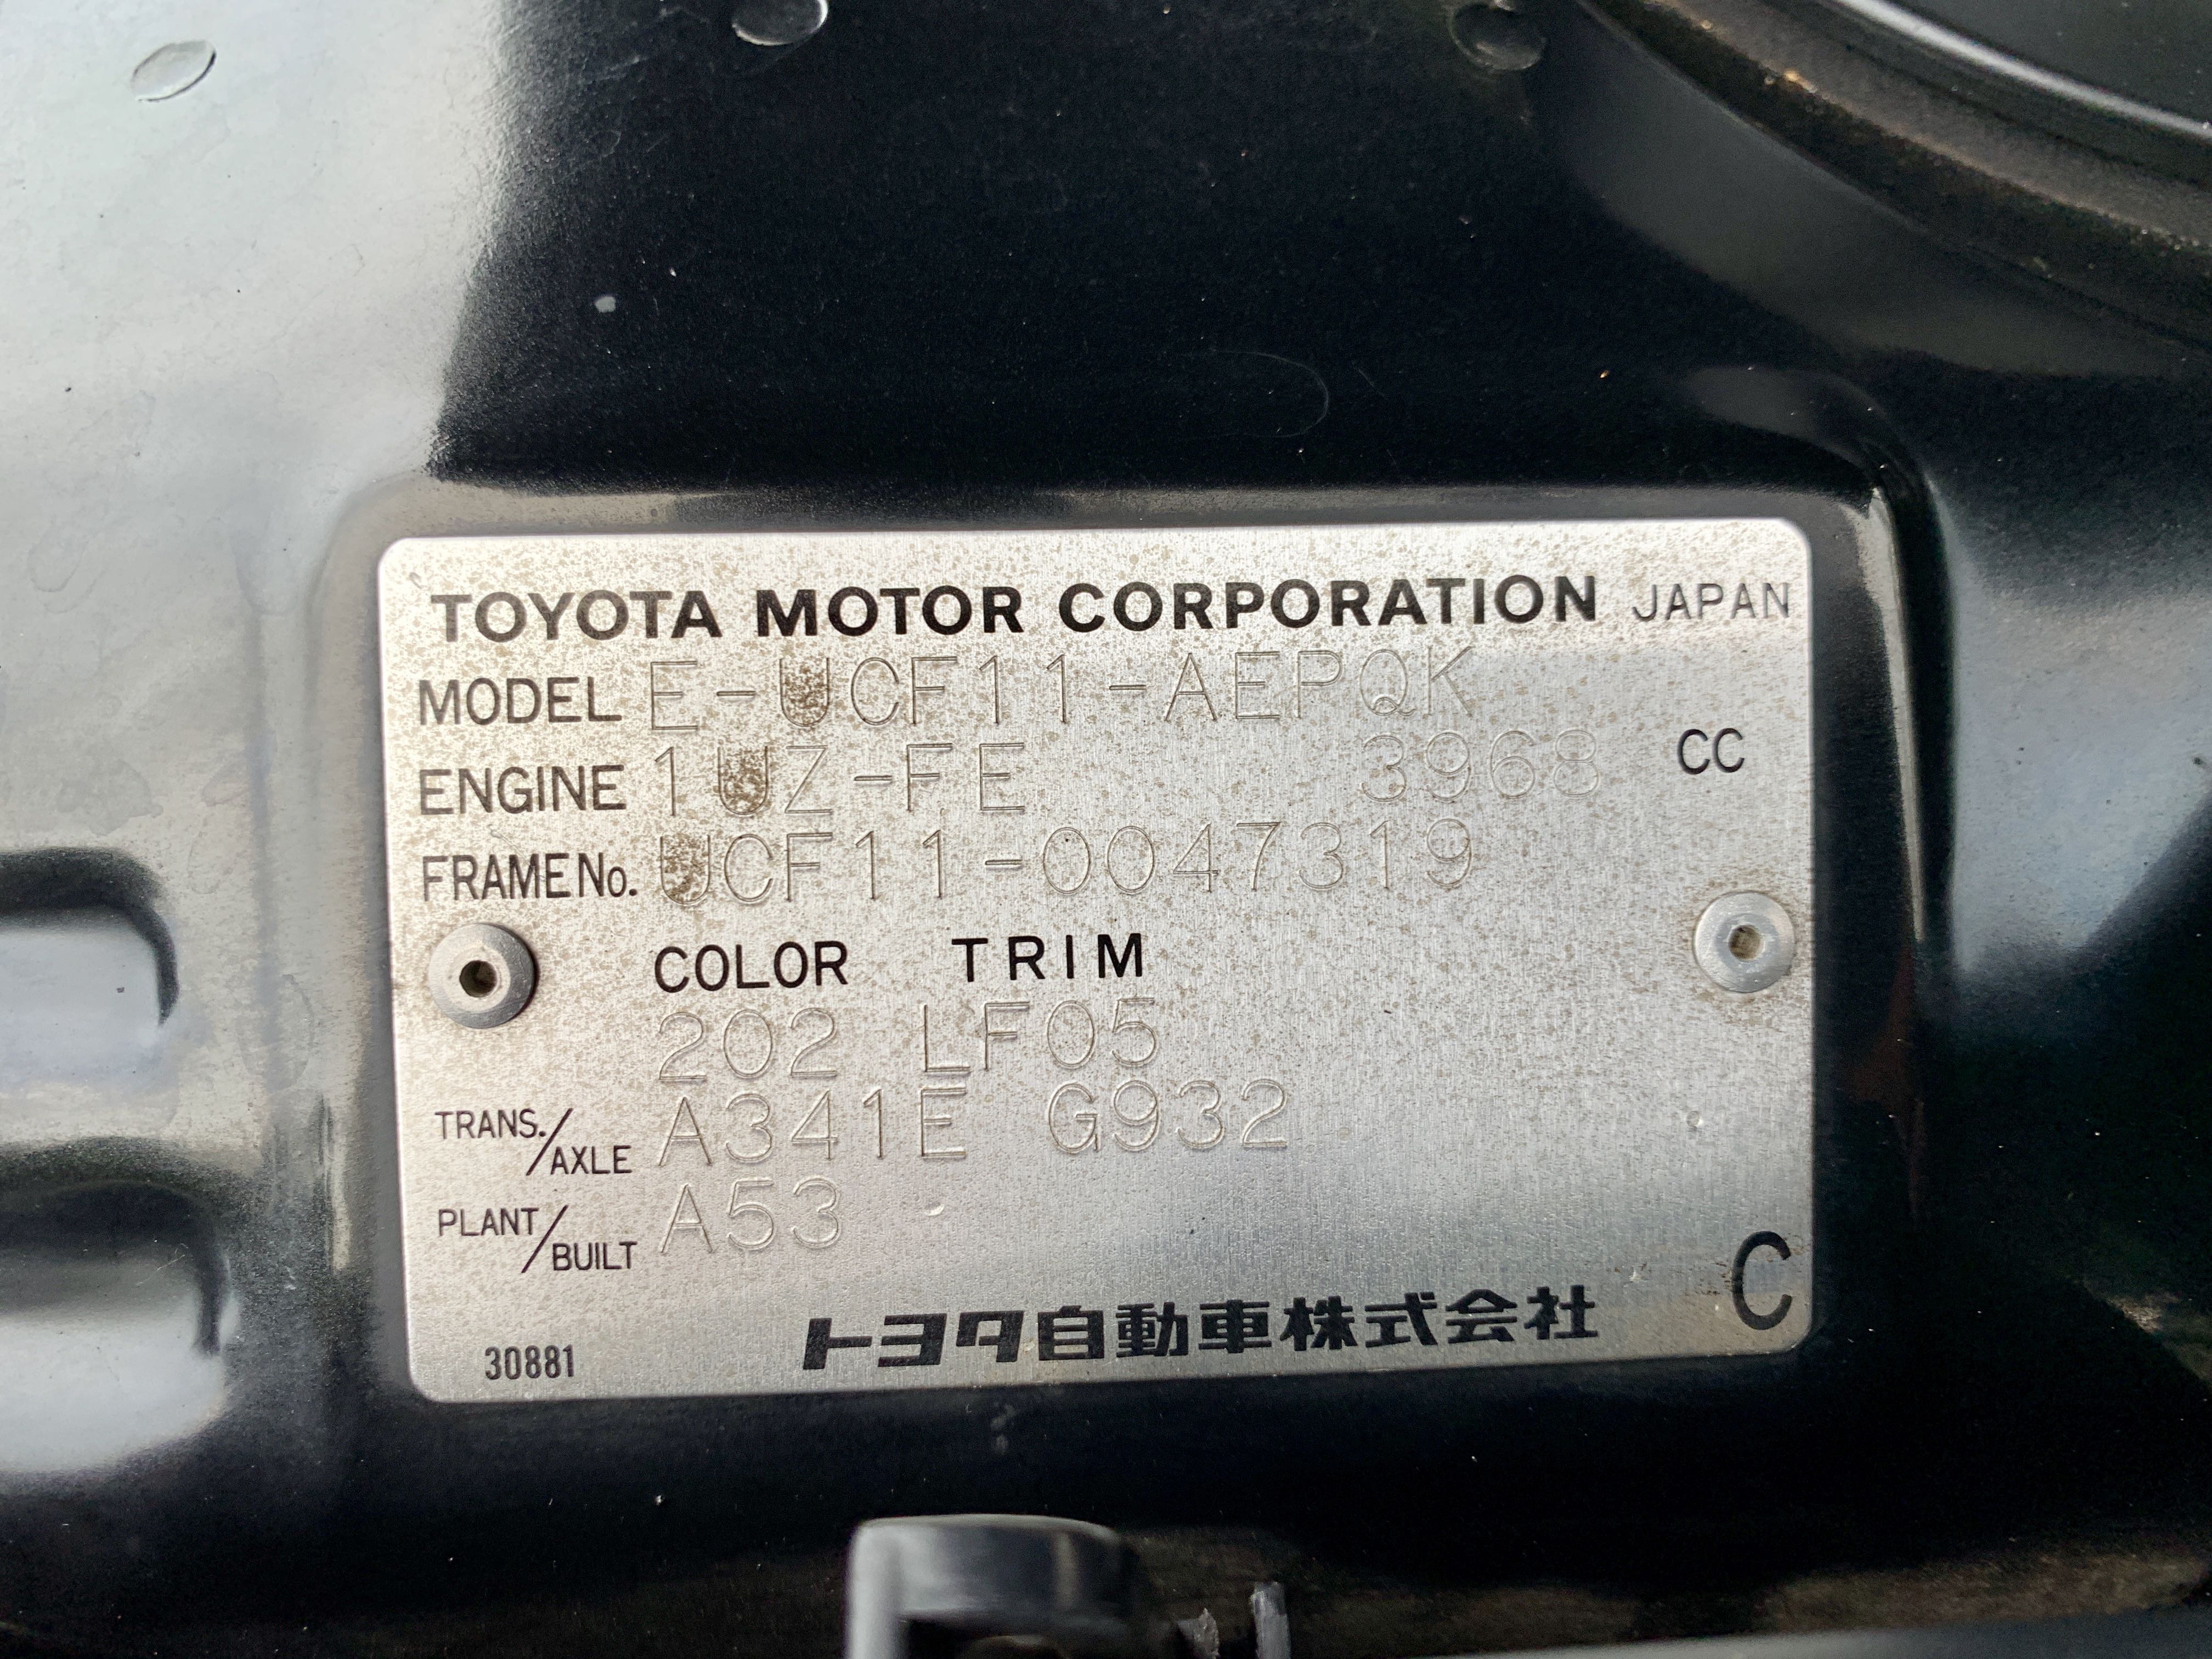 TOYOTA MOTOR CORPORATION JAPAN
MODEL E-UCF11-AEPQK
ENGINE 1UZ-FE 3968 CC
FRAME No. UCF11-0047319
COLOR TRIM
202 LF05
TRANS./AXLE A341E G932
PLANT/BUILT A53
C
トヨタ自動車株式会社
30881